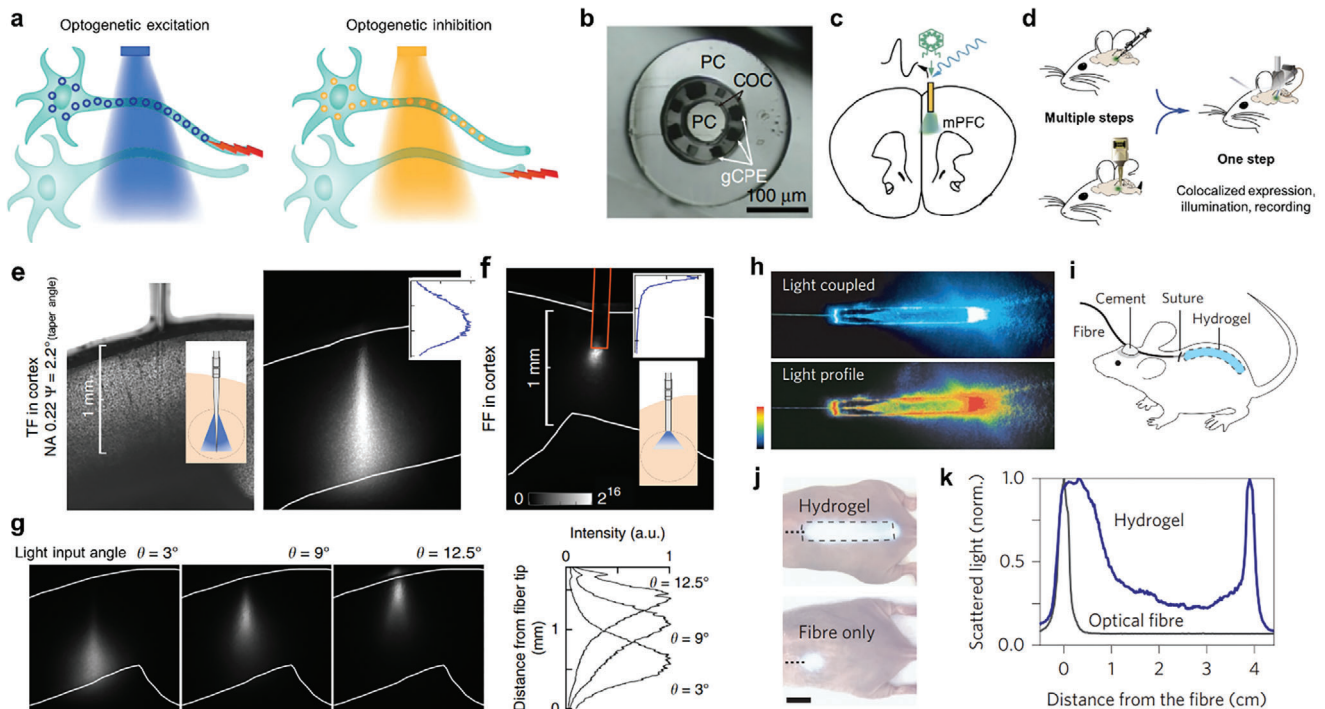 a
Optogenetic excitation
Optogenetic inhibition
b
PC
COC
PC
gCPE
100 µm
c
mPFC
d
Multiple steps
One step
Colocalized expression,
illumination, recording
e
TF in cortex
NA 0.22 Ψ = 2.2° (taper angle)
1 mm
f
FF in cortex
1 mm
0
2^16
g
Light input angle
θ = 3°
θ = 9°
θ = 12.5°
Intensity (a.u.)
0
1
Distance from fiber tip
(mm)
1
0
θ = 12.5°
θ = 9°
θ = 3°
h
Light coupled
Light profile
i
Cement
Suture
Hydrogel
Fibre
j
Hydrogel
Fibre only
k
Scattered light (norm.)
1.0
0.5
0.0
Hydrogel
Optical fibre
0 1 2 3 4
Distance from the fibre (cm)